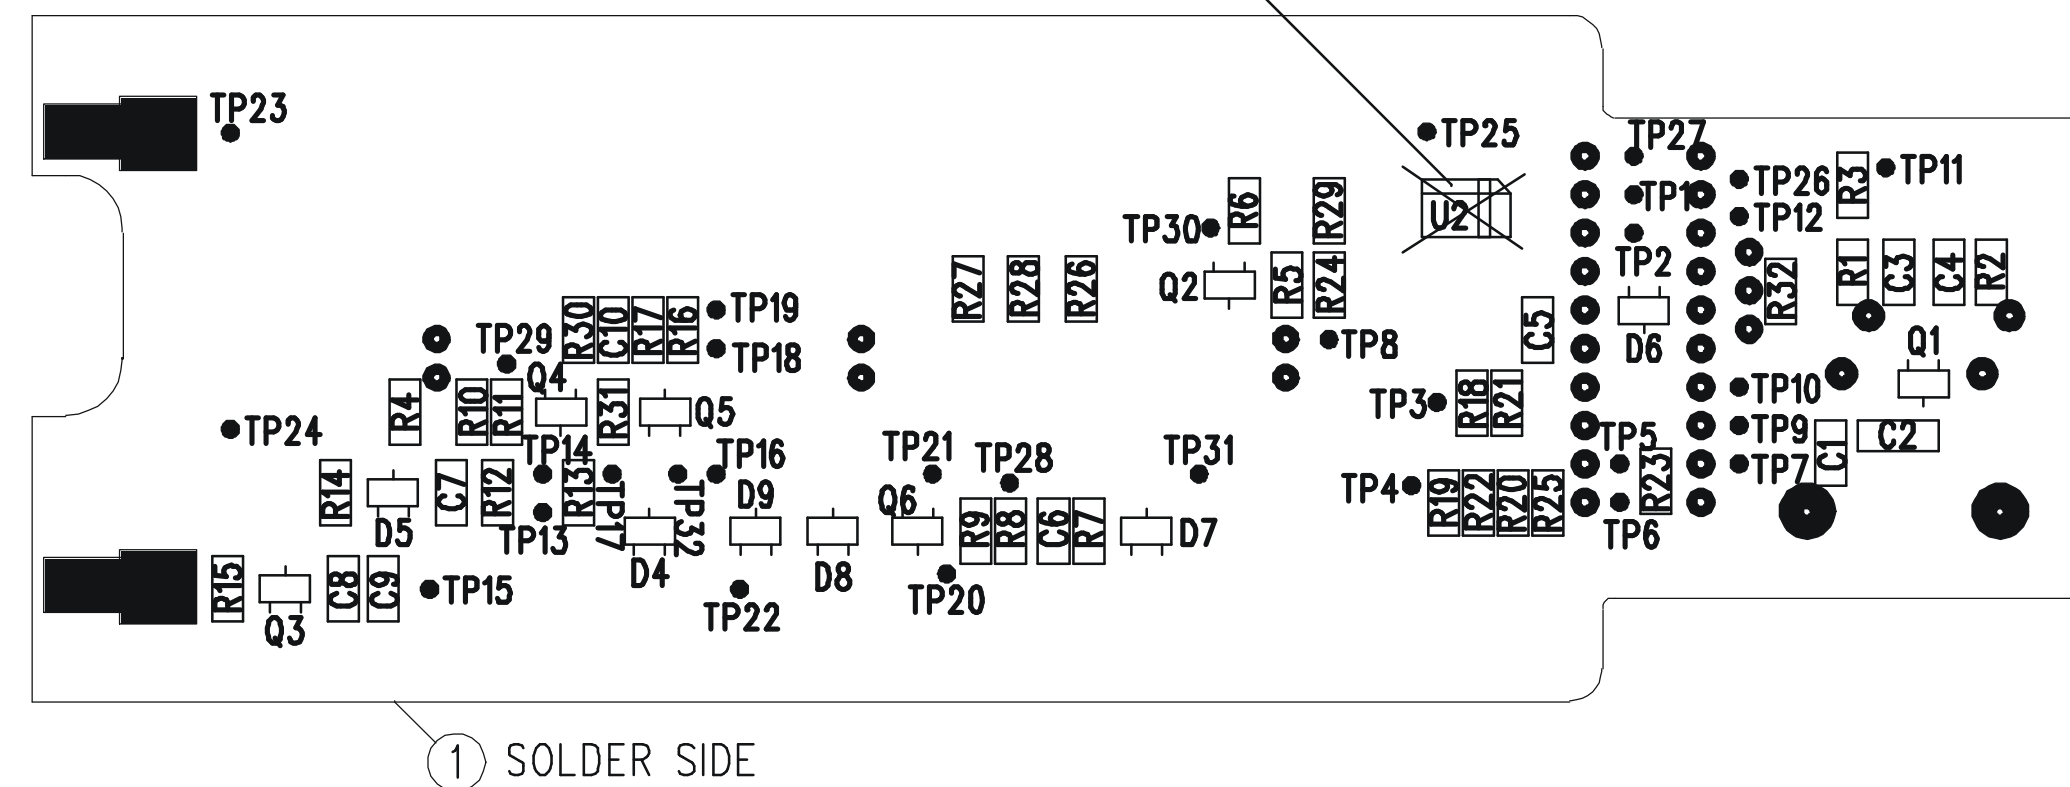 TP23
TP25
TP27
TP26
R3
TP11
R6
R29
U2
TP1
TP12
TP30
TP2
R27
R28
R26
Q2
R5
R24
R32
R1
C3
C4
R2
R30
C10
R17
R16
TP19
TP29
TP18
TP8
C5
D6
Q1
Q4
R4
R10
R11
R31
Q5
TP3
R18
R21
TP10
TP24
TP14
TP16
TP21
TP28
TP31
TP5
TP9
C1
C2
R14
C7
R12
R13
D9
TP4
R19
R22
R20
R25
R23
TP7
D5
TP13
TP17
TP32
Q6
R9
R8
C6
R7
D7
TP6
R15
C8
C9
TP15
D4
D8
TP20
Q3
TP22
1 SOLDER SIDE